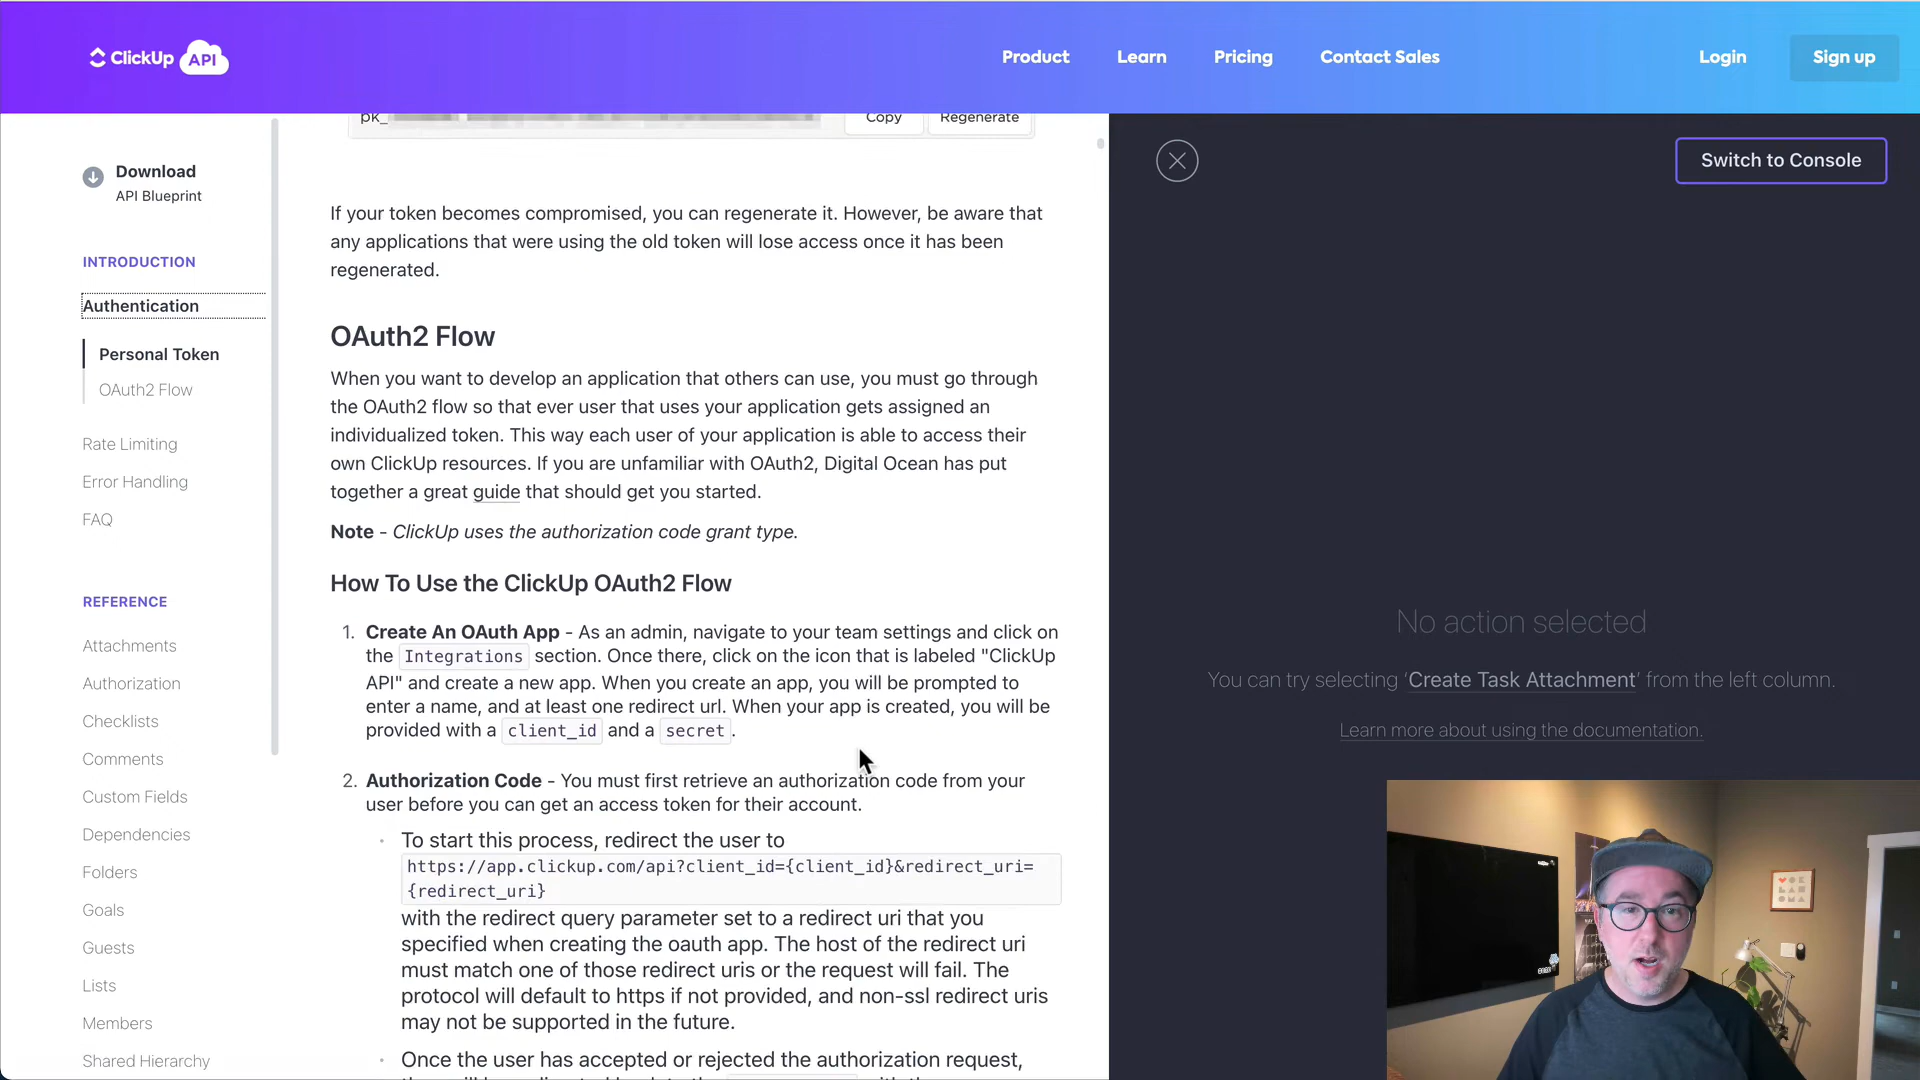 ClickUp API
Product
Learn
Pricing
Contact Sales
Login
Sign up
Download
API Blueprint
INTRODUCTION
Authentication
Personal Token
OAuth2 Flow
Rate Limiting
Error Handling
FAQ
REFERENCE
Attachments
Authorization
Checklists
Comments
Custom Fields
Dependencies
Folders
Goals
Guests
Lists
Members
Shared Hierarchy
pk_
Copy
Regenerate
If your token becomes compromised, you can regenerate it. However, be aware that
any applications that were using the old token will lose access once it has been
regenerated.
OAuth2 Flow
When you want to develop an application that others can use, you must go through
the OAuth2 flow so that ever user that uses your application gets assigned an
individualized token. This way each user of your application is able to access their
own ClickUp resources. If you are unfamiliar with OAuth2, Digital Ocean has put
together a great guide that should get you started.
Note - ClickUp uses the authorization code grant type.
How To Use the ClickUp OAuth2 Flow
1. Create An OAuth App - As an admin, navigate to your team settings and click on
the Integrations section. Once there, click on the icon that is labeled "ClickUp
API" and create a new app. When you create an app, you will be prompted to
enter a name, and at least one redirect url. When your app is created, you will be
provided with a client_id and a secret.
2. Authorization Code - You must first retrieve an authorization code from your
user before you can get an access token for their account.
To start this process, redirect the user to
https://app.clickup.com/api?client_id={client_id}&redirect_uri=
{redirect_uri}
with the redirect query parameter set to a redirect uri that you
specified when creating the oauth app. The host of the redirect uri
must match one of those redirect uris or the request will fail. The
protocol will default to https if not provided, and non-ssl redirect uris
may not be supported in the future.
Once the user has accepted or rejected the authorization request,
Switch to Console
No action selected
You can try selecting 'Create Task Attachment' from the left column.
Learn more about using the documentation.